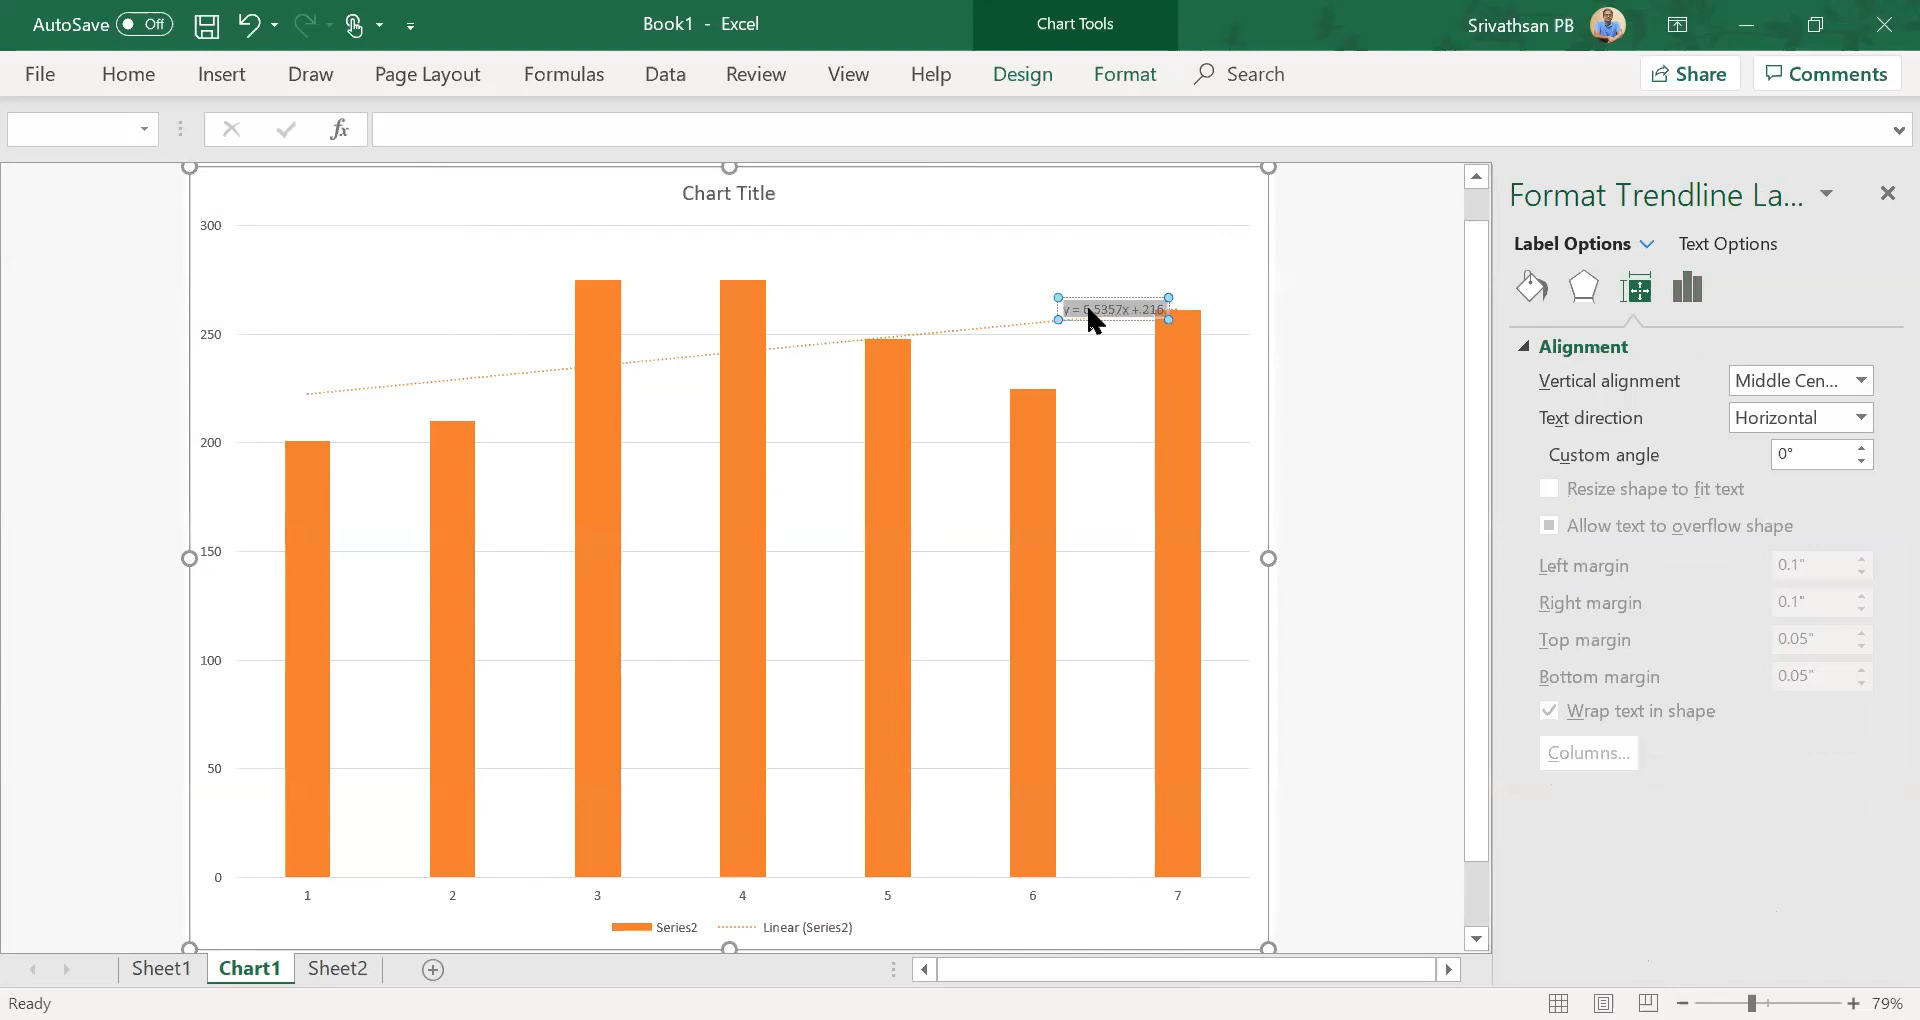 AutoSave Off
Book1 - Excel
Chart Tools
Srivathsan PB
File Home Insert Draw Page Layout Formulas Data Review View Help Design Format Search
Share Comments
fx
Chart Title
300
250
200
150
100
50
0
y = 6.5357x + 216
1 2 3 4 5 6 7
Series2 Linear (Series2)
Format Trendline La...
Label Options Text Options
Alignment
Vertical alignment Middle Cen...
Text direction Horizontal
Custom angle 0°
Resize shape to fit text
Allow text to overflow shape
Left margin 0.1"
Right margin 0.1"
Top margin 0.05"
Bottom margin 0.05"
Wrap text in shape
Columns...
Sheet1 Chart1 Sheet2
Ready
79%